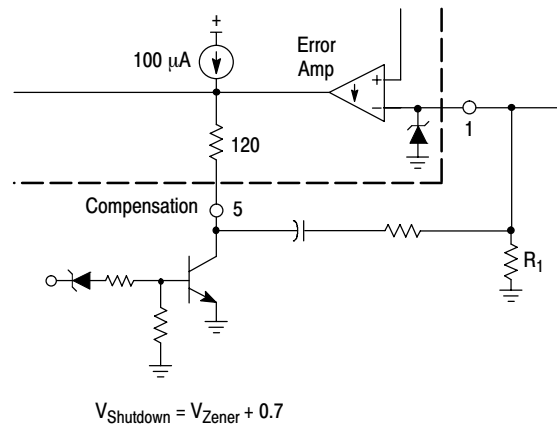 +
100 μA
Error
Amp
+
−
1
120
Compensation
5
R1
VShutdown = VZener + 0.7